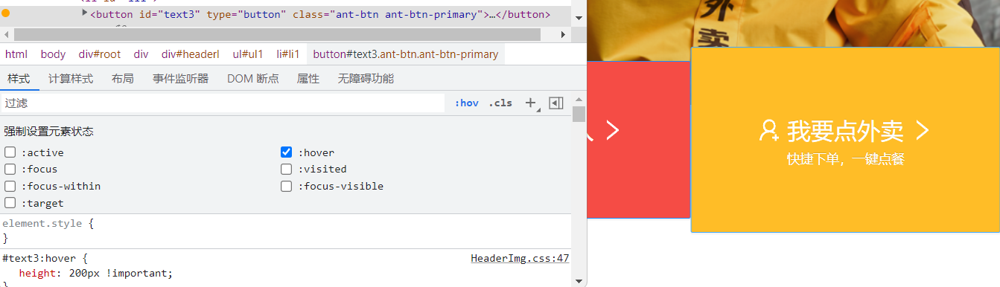 <button id="text3" type="button" class="ant-btn ant-btn-primary">…</button>
html body div#root div div#headerI ul#ul1 li#li1 button#text3.ant-btn.ant-btn-primary
样式 计算样式 布局 事件监听器 DOM 断点 属性 无障碍功能
过滤 :hov .cls
强制设置元素状态
:active :hover
:focus :visited
:focus-within :focus-visible
:target
element.style {
}
#text3:hover { HeaderImg.css:47
height: 200px !important;
}
外卖
我要点外卖
快捷下单，一键点餐